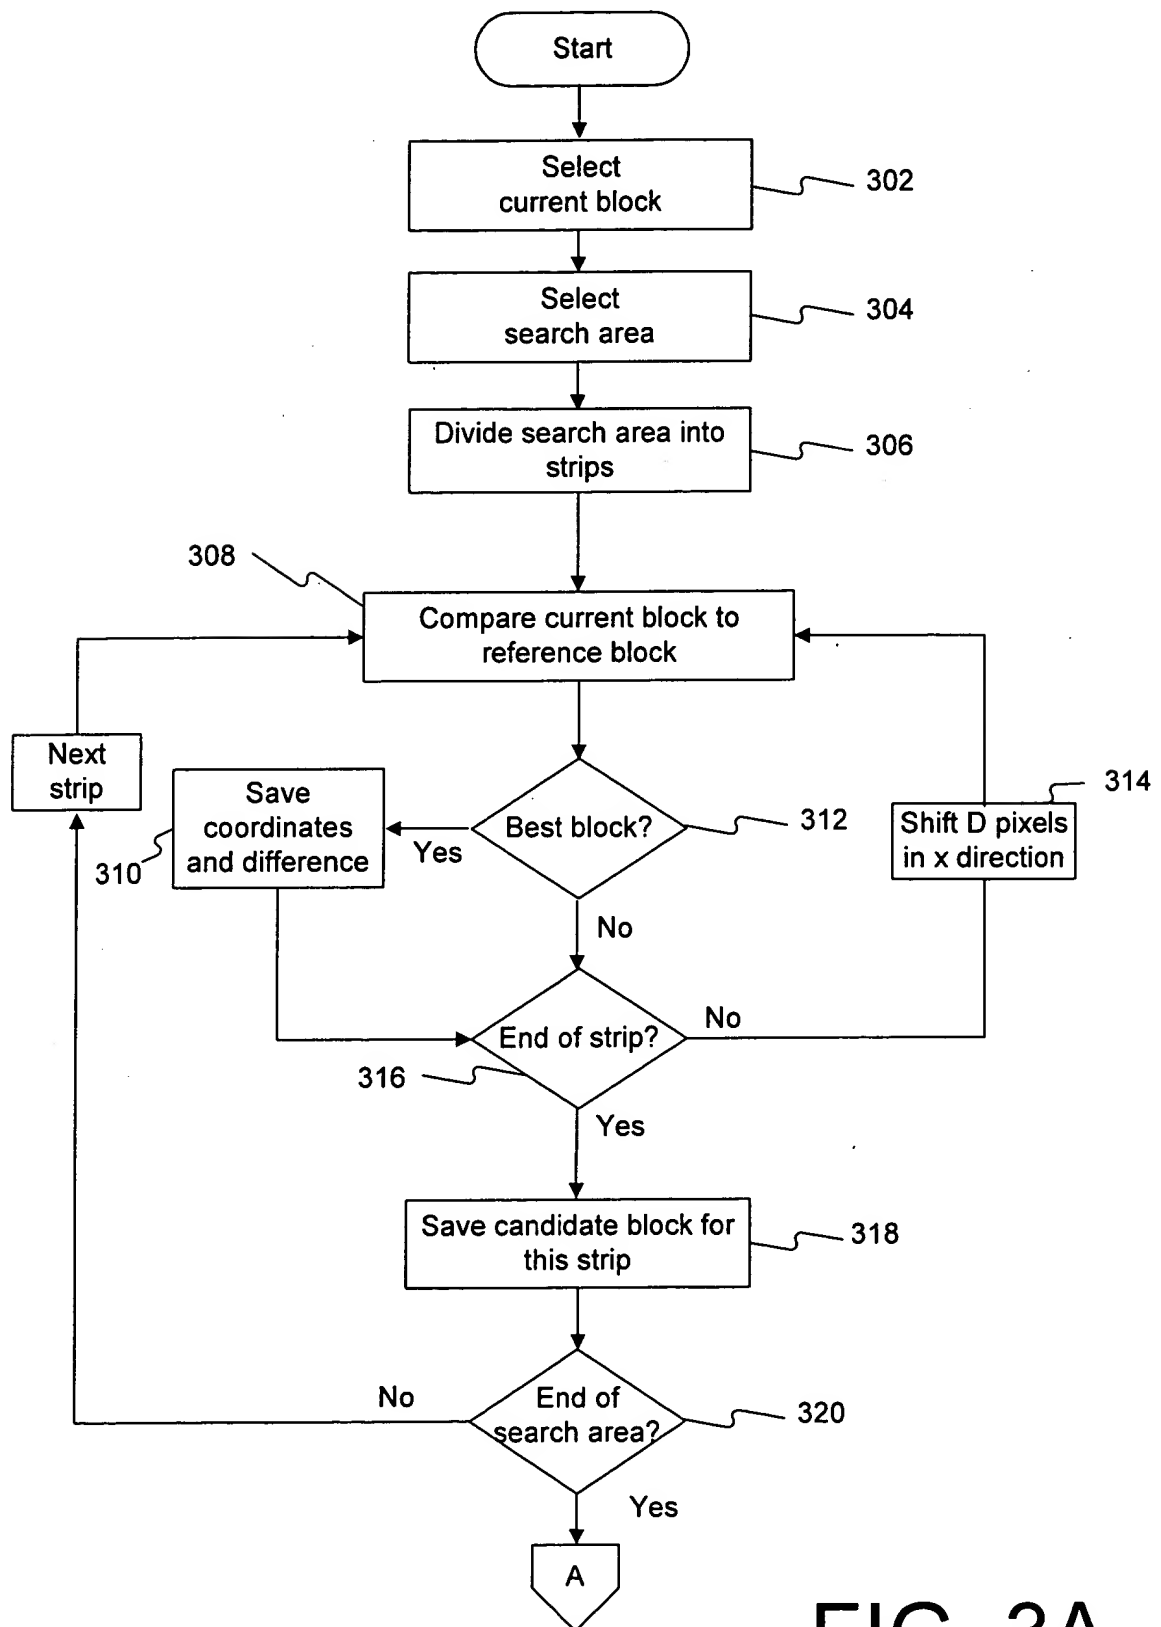 Start
Select
current block
302
Select
search area
304
Divide search area into
strips
306
308
Compare current block to
reference block
Next
strip
Save
coordinates
and difference
310
Yes
Best block?
312
314
Shift D pixels
in x direction
No
End of strip?
No
316
Yes
Save candidate block for
this strip
318
No
End of
search area?
320
Yes
A
FIG. 3A